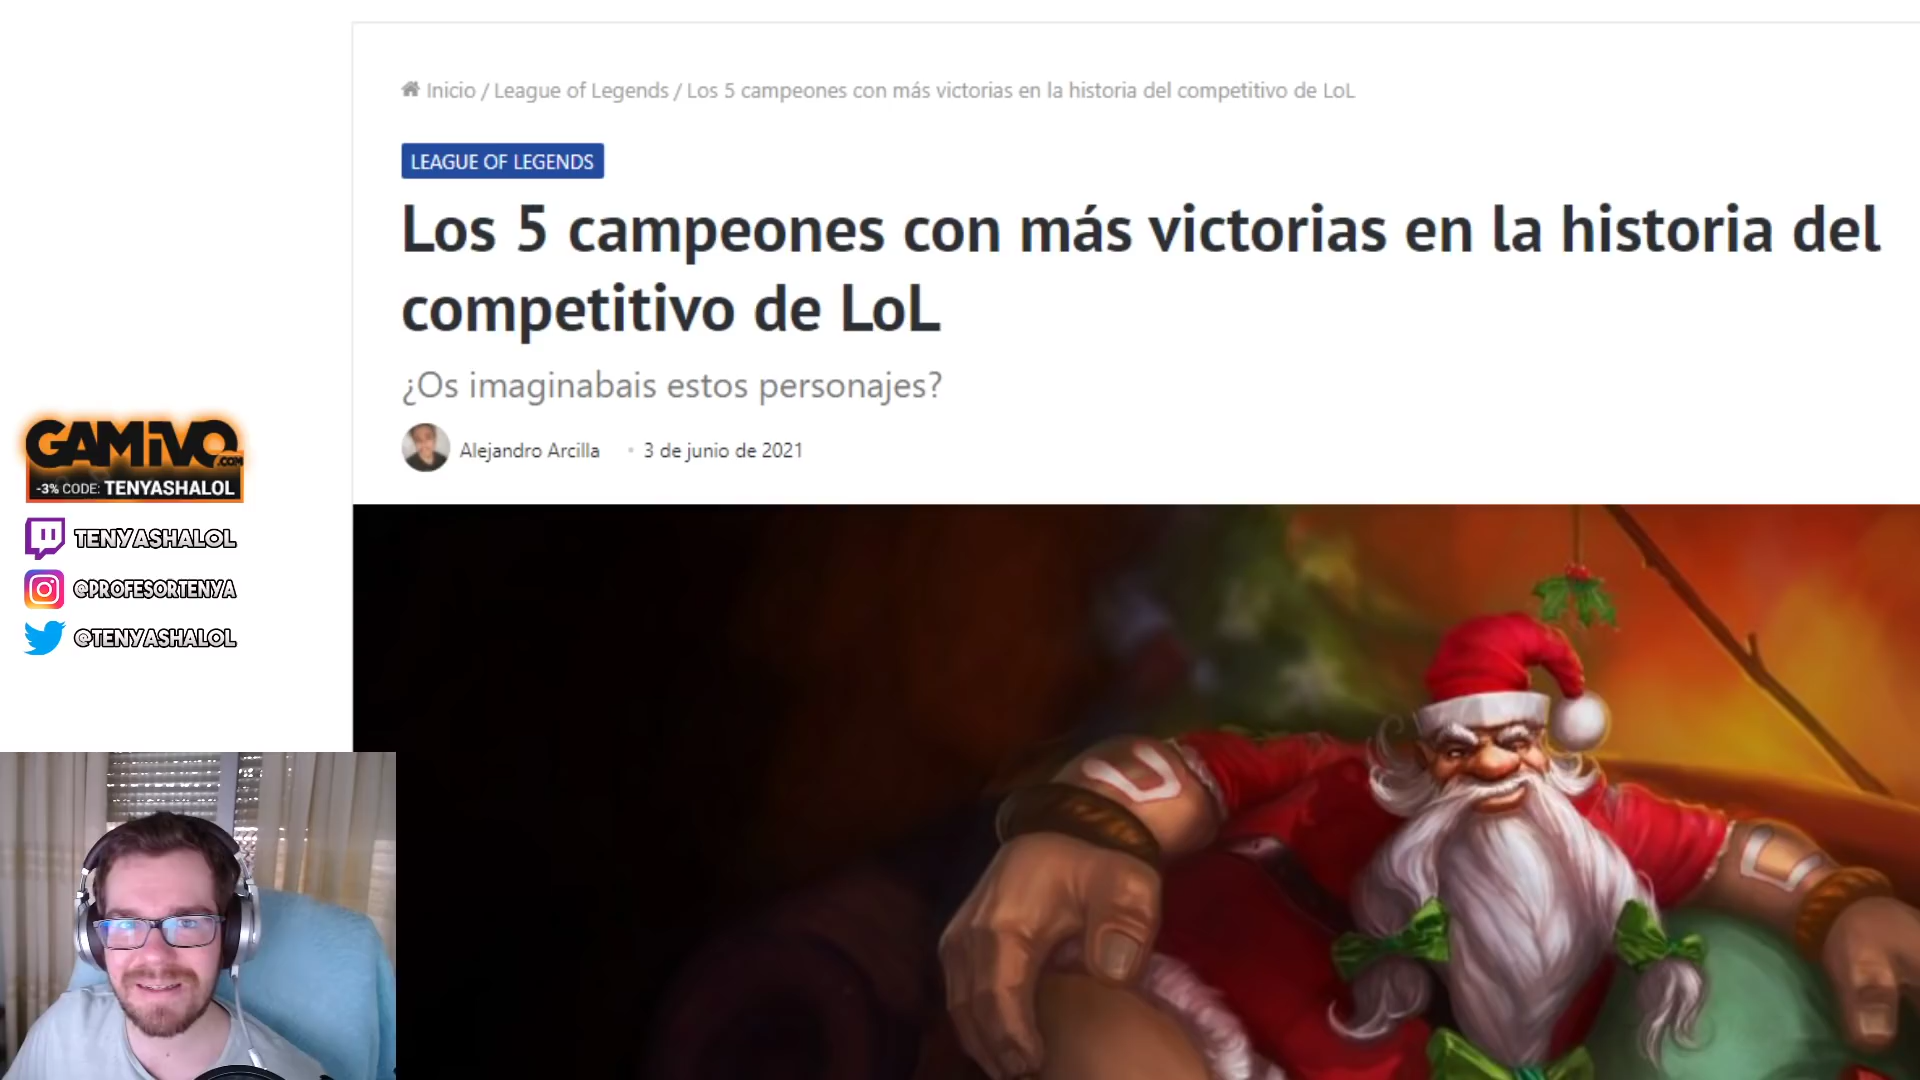 Inicio / League of Legends / Los 5 campeones con más victorias en la historia del competitivo de LoL
LEAGUE OF LEGENDS
Los 5 campeones con más victorias en la historia del
competitivo de LoL
¿Os imaginabais estos personajes?
Alejandro Arcilla • 3 de junio de 2021
GAMIVO.COM
-3% CODE: TENYASHALOL
TENYASHALOL
@PROFESORTENYA
@TENYASHALOL